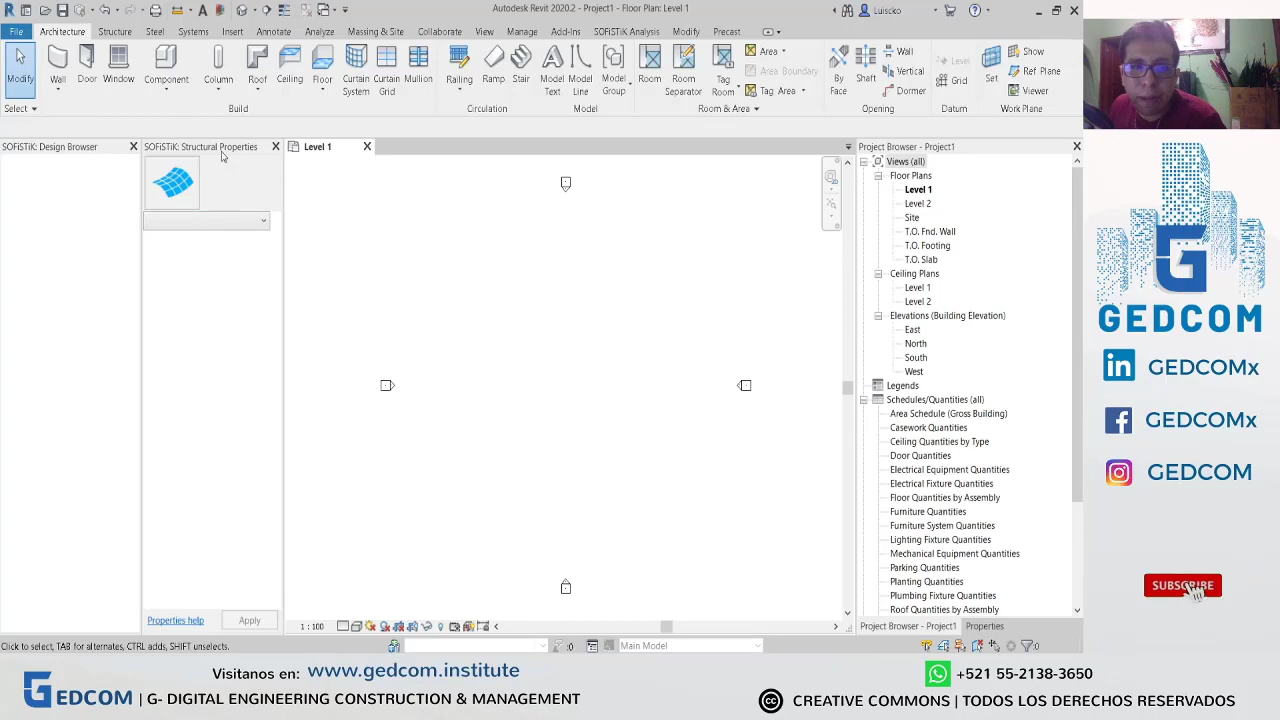 Autodesk Revit 2020.2 - Project1 - Floor Plan: Level 1
Luiscko
File Architecture Structure Steel Systems Insert Annotate Analyze Massing & Site Collaborate View Manage Add-Ins SOFiSTiK Analysis Modify Precast
Modify Wall Door Window Component Column Roof Ceiling Floor Curtain System Curtain Grid Mullion Railing Ramp Stair Model Text Model Line Model Group Room Room Separator Tag Room
Area
Area Boundary
Tag Area
By Face Shaft Wall
Vertical
Dormer
Level
Grid
Set Show
Ref Plane
Viewer
Select Build Circulation Model Room & Area Opening Datum Work Plane
SOFiSTiK: Design Browser
SOFiSTiK: Structural Properties
Level 1
Project Browser - Project1
Views (all)
Floor Plans
Level 1
Level 2
Site
T.O. Fnd. Wall
T.O. Footing
T.O. Slab
Ceiling Plans
Level 1
Level 2
Elevations (Building Elevation)
East
North
South
West
Legends
Schedules/Quantities (all)
Area Schedule (Gross Building)
Casework Quantities
Ceiling Quantities by Type
Door Quantities
Electrical Equipment Quantities
Electrical Fixture Quantities
Floor Quantities by Assembly
Furniture Quantities
Furniture System Quantities
Lighting Fixture Quantities
Mechanical Equipment Quantities
Parking Quantities
Planting Quantities
Plumbing Fixture Quantities
Roof Quantities by Assembly
Properties help
Apply
1 : 100
Project Browser - Project1
Properties
Click to select, TAB for alternates, CTRL adds, SHIFT unselects.
:0
Main Model
:0
GEDCOM
GEDCOMx
GEDCOMx
GEDCOM
SUBSCRIBE
GEDCOM | G- DIGITAL ENGINEERING CONSTRUCTION & MANAGEMENT
Visitanos en: www.gedcom.institute
+521 55-2138-3650
CREATIVE COMMONS | TODOS LOS DERECHOS RESERVADOS